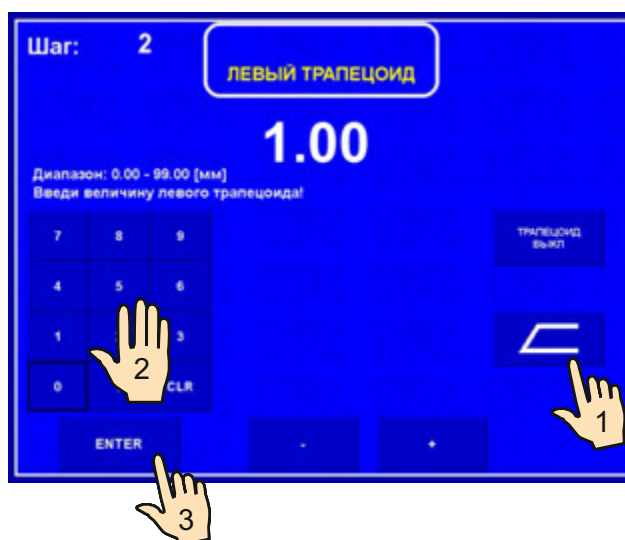 Шаг: 2
ЛЕВЫЙ ТРАПЕЦОИД
1.00
Диапазон: 0.00 - 99.00 [мм]
Введи величину левого трапецоида!
7 8 9
ТРАПЕЦОИД
ВЫКЛ
4 5 6
1 3
2
0 CLR
1
ENTER - +
3